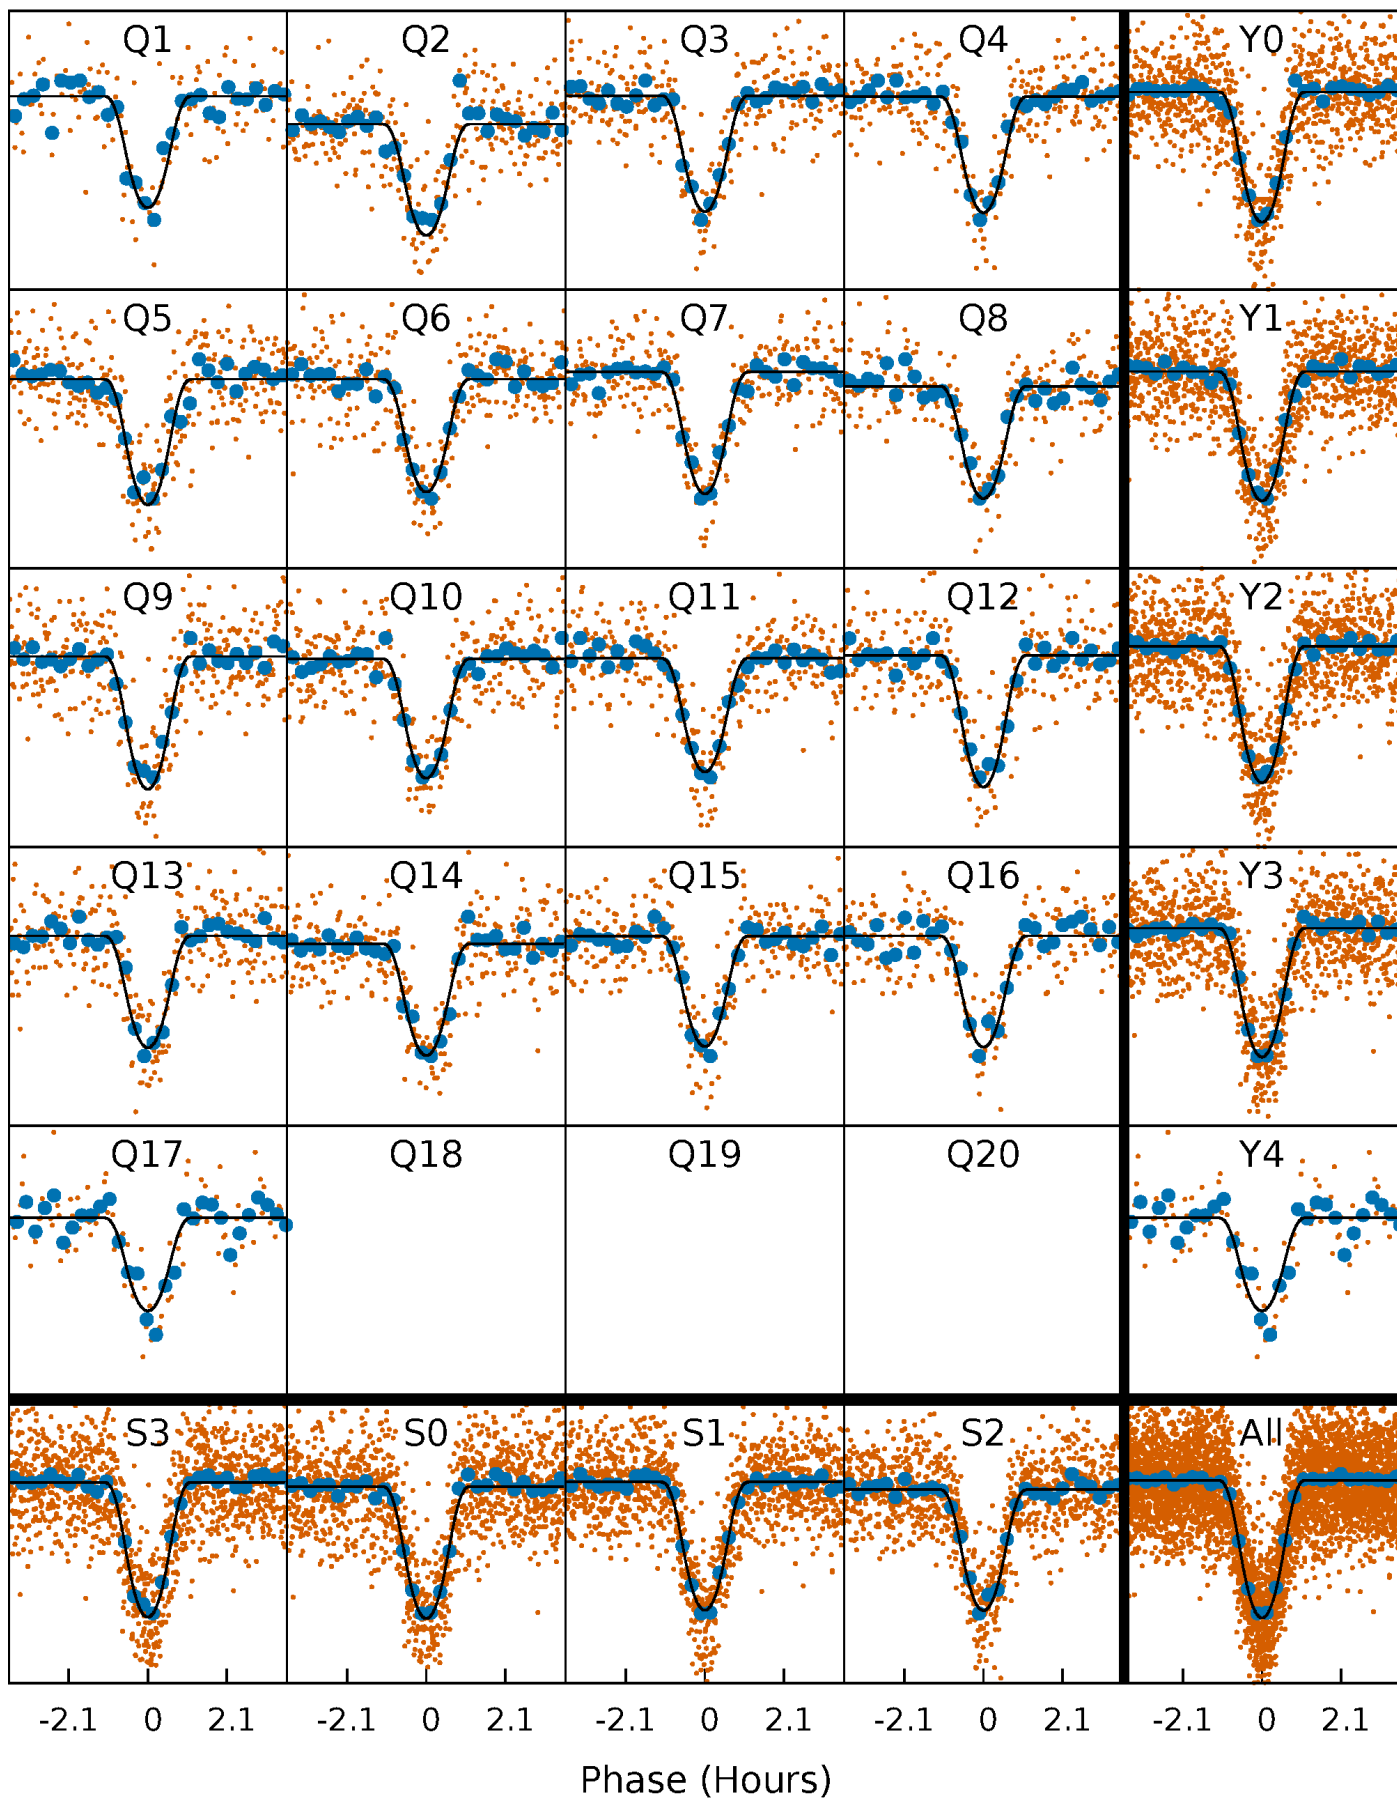 Q1 Q2 Q3 Q4 Y0
Q5 Q6 Q7 Q8 Y1
Q9 Q10 Q11 Q12 Y2
Q13 Q14 Q15 Q16 Y3
Q17 Q18 Q19 Q20 Y4
S3 S0 S1 S2 All
-2.1 0 2.1 -2.1 0 2.1 -2.1 0 2.1 -2.1 0 2.1 -2.1 0 2.1
Phase (Hours)